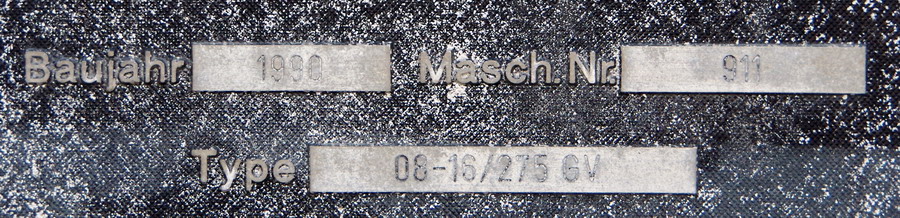 Baujahr 1990 Masch.Nr. 911
Type 08-16/275 GV